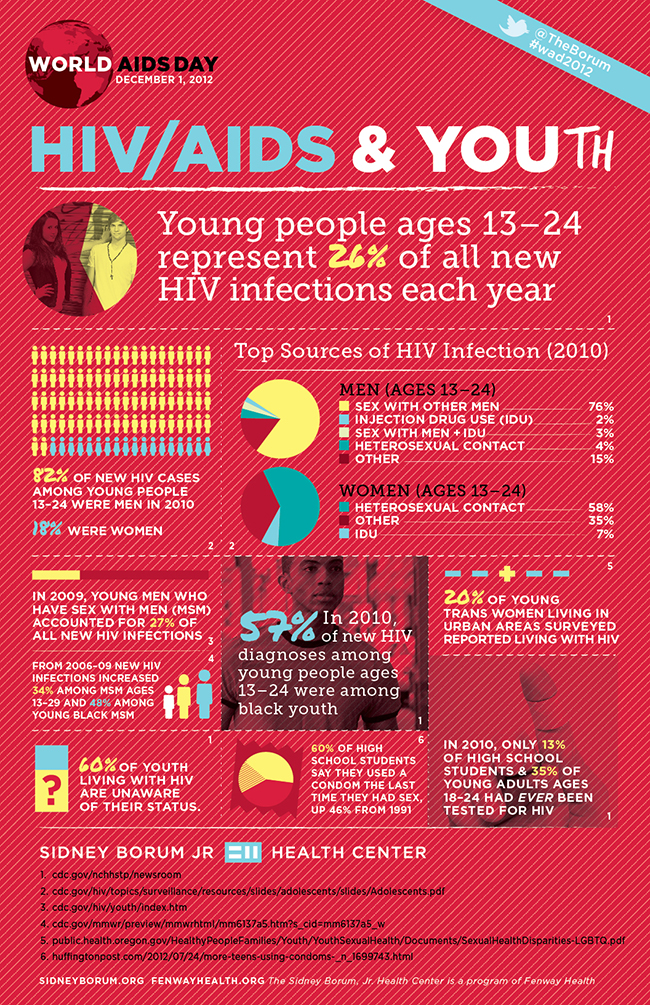 @TheBorum
#wad2012
WORLD AIDS DAY
DECEMBER 1, 2012
HIV/AIDS & YOUTH
Young people ages 13–24
represent 26% of all new
HIV infections each year
1
82% OF NEW HIV CASES
AMONG YOUNG PEOPLE
13–24 WERE MEN IN 2010
18% WERE WOMEN
2
Top Sources of HIV Infection (2010)
MEN (AGES 13–24)
SEX WITH OTHER MEN 76%
INJECTION DRUG USE (IDU) 2%
SEX WITH MEN + IDU 3%
HETEROSEXUAL CONTACT 4%
OTHER 15%
WOMEN (AGES 13–24)
HETEROSEXUAL CONTACT 58%
OTHER 35%
IDU 7%
2
IN 2009, YOUNG MEN WHO
HAVE SEX WITH MEN (MSM)
ACCOUNTED FOR 27% OF
ALL NEW HIV INFECTIONS 3
FROM 2006–09 NEW HIV
INFECTIONS INCREASED
34% AMONG MSM AGES
13–29 AND 48% AMONG
YOUNG BLACK MSM
4
57% In 2010,
of new HIV
diagnoses among
young people ages
13–24 were among
black youth
1
5
20% OF YOUNG
TRANS WOMEN LIVING IN
URBAN AREAS SURVEYED
REPORTED LIVING WITH HIV
1
?
60% OF YOUTH
LIVING WITH HIV
ARE UNAWARE
OF THEIR STATUS.
6
60% OF HIGH
SCHOOL STUDENTS
SAY THEY USED A
CONDOM THE LAST
TIME THEY HAD SEX,
UP 46% FROM 1991
IN 2010, ONLY 13%
OF HIGH SCHOOL
STUDENTS & 35% OF
YOUNG ADULTS AGES
18–24 HAD EVER BEEN
TESTED FOR HIV
1
SIDNEY BORUM JR HEALTH CENTER
1. cdc.gov/nchhstp/newsroom
2. cdc.gov/hiv/topics/surveillance/resources/slides/adolescents/slides/Adolescents.pdf
3. cdc.gov/hiv/youth/index.htm
4. cdc.gov/mmwr/preview/mmwrhtml/mm6137a5.htm?s_cid=mm6137a5_w
5. public.health.oregon.gov/HealthyPeopleFamilies/Youth/YouthSexualHealth/Documents/SexualHealthDisparities-LGBTQ.pdf
6. huffingtonpost.com/2012/07/24/more-teens-using-condoms-_n_1699743.html
SIDNEYBORUM.ORG FENWAYHEALTH.ORG The Sidney Borum, Jr. Health Center is a program of Fenway Health